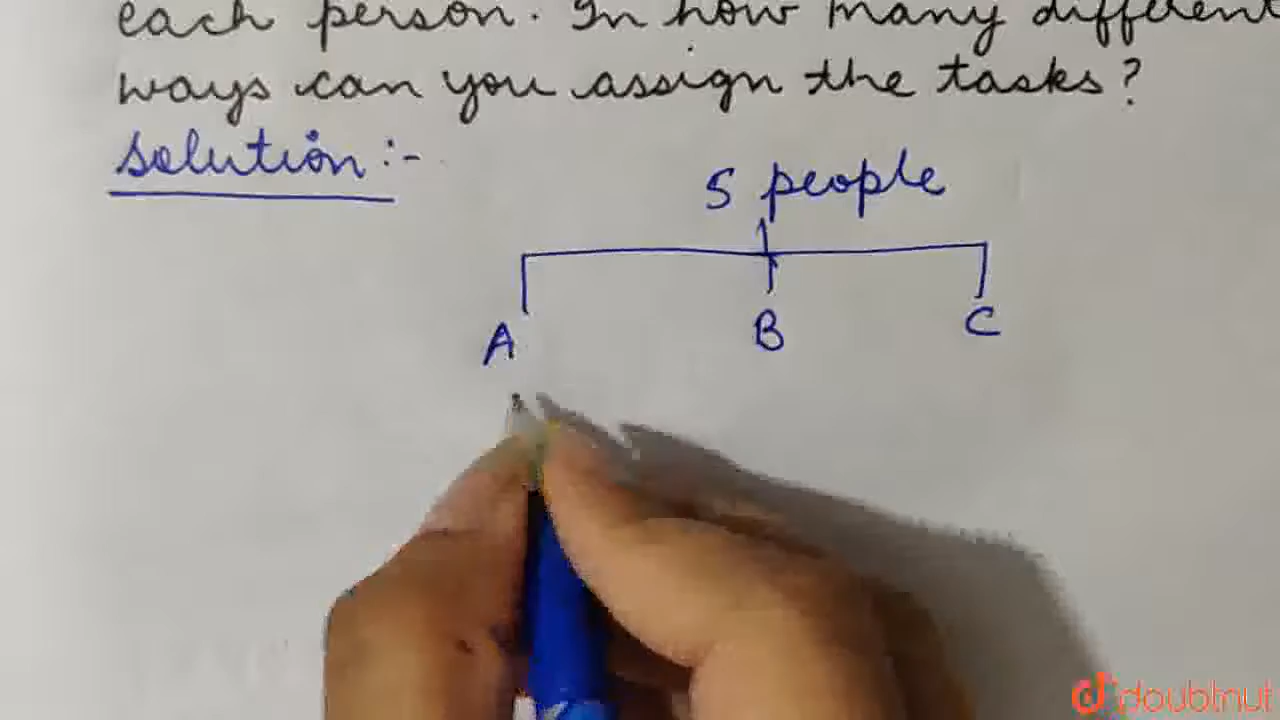 each person. In how many different
ways can you assign the tasks?
Solution :-
5 people
A B C
doubtnut